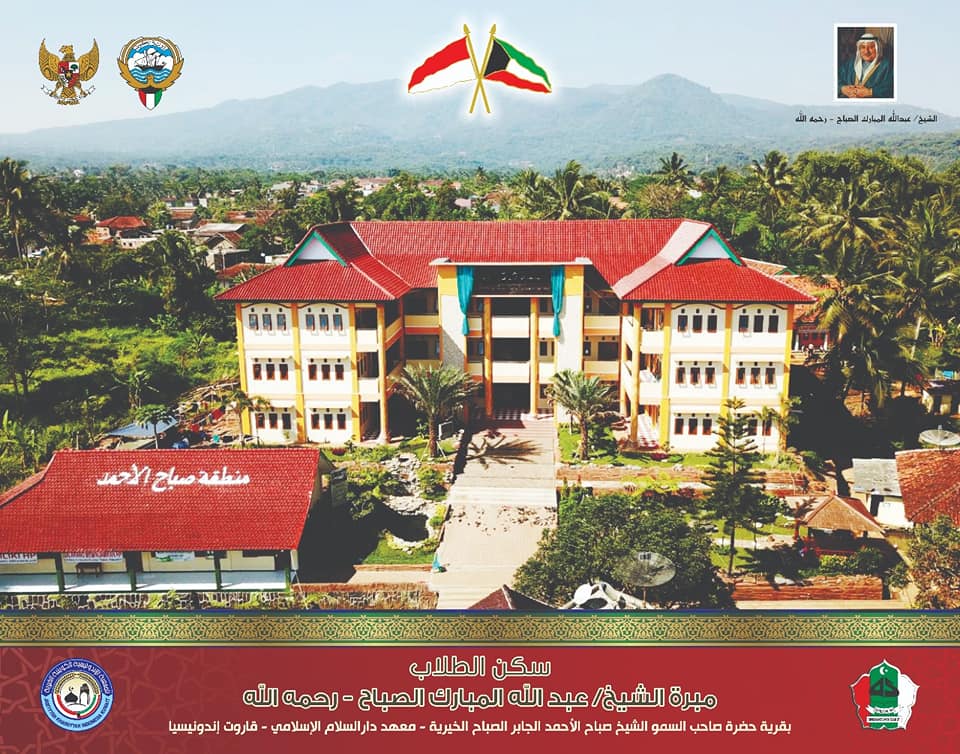 الشيخ/ عبدالله المبارك الصباح - رحمه الله
منطقة صباح الأحمد
سكن الطلاب
مبرة الشيخ/ عبد الله المبارك الصباح - رحمه الله
بقرية حضرة صاحب السمو الشيخ صباح الأحمد الجابر الصباح الخيرية - معهد دارالسلام الإسلامي - قاروت إندونيسيا